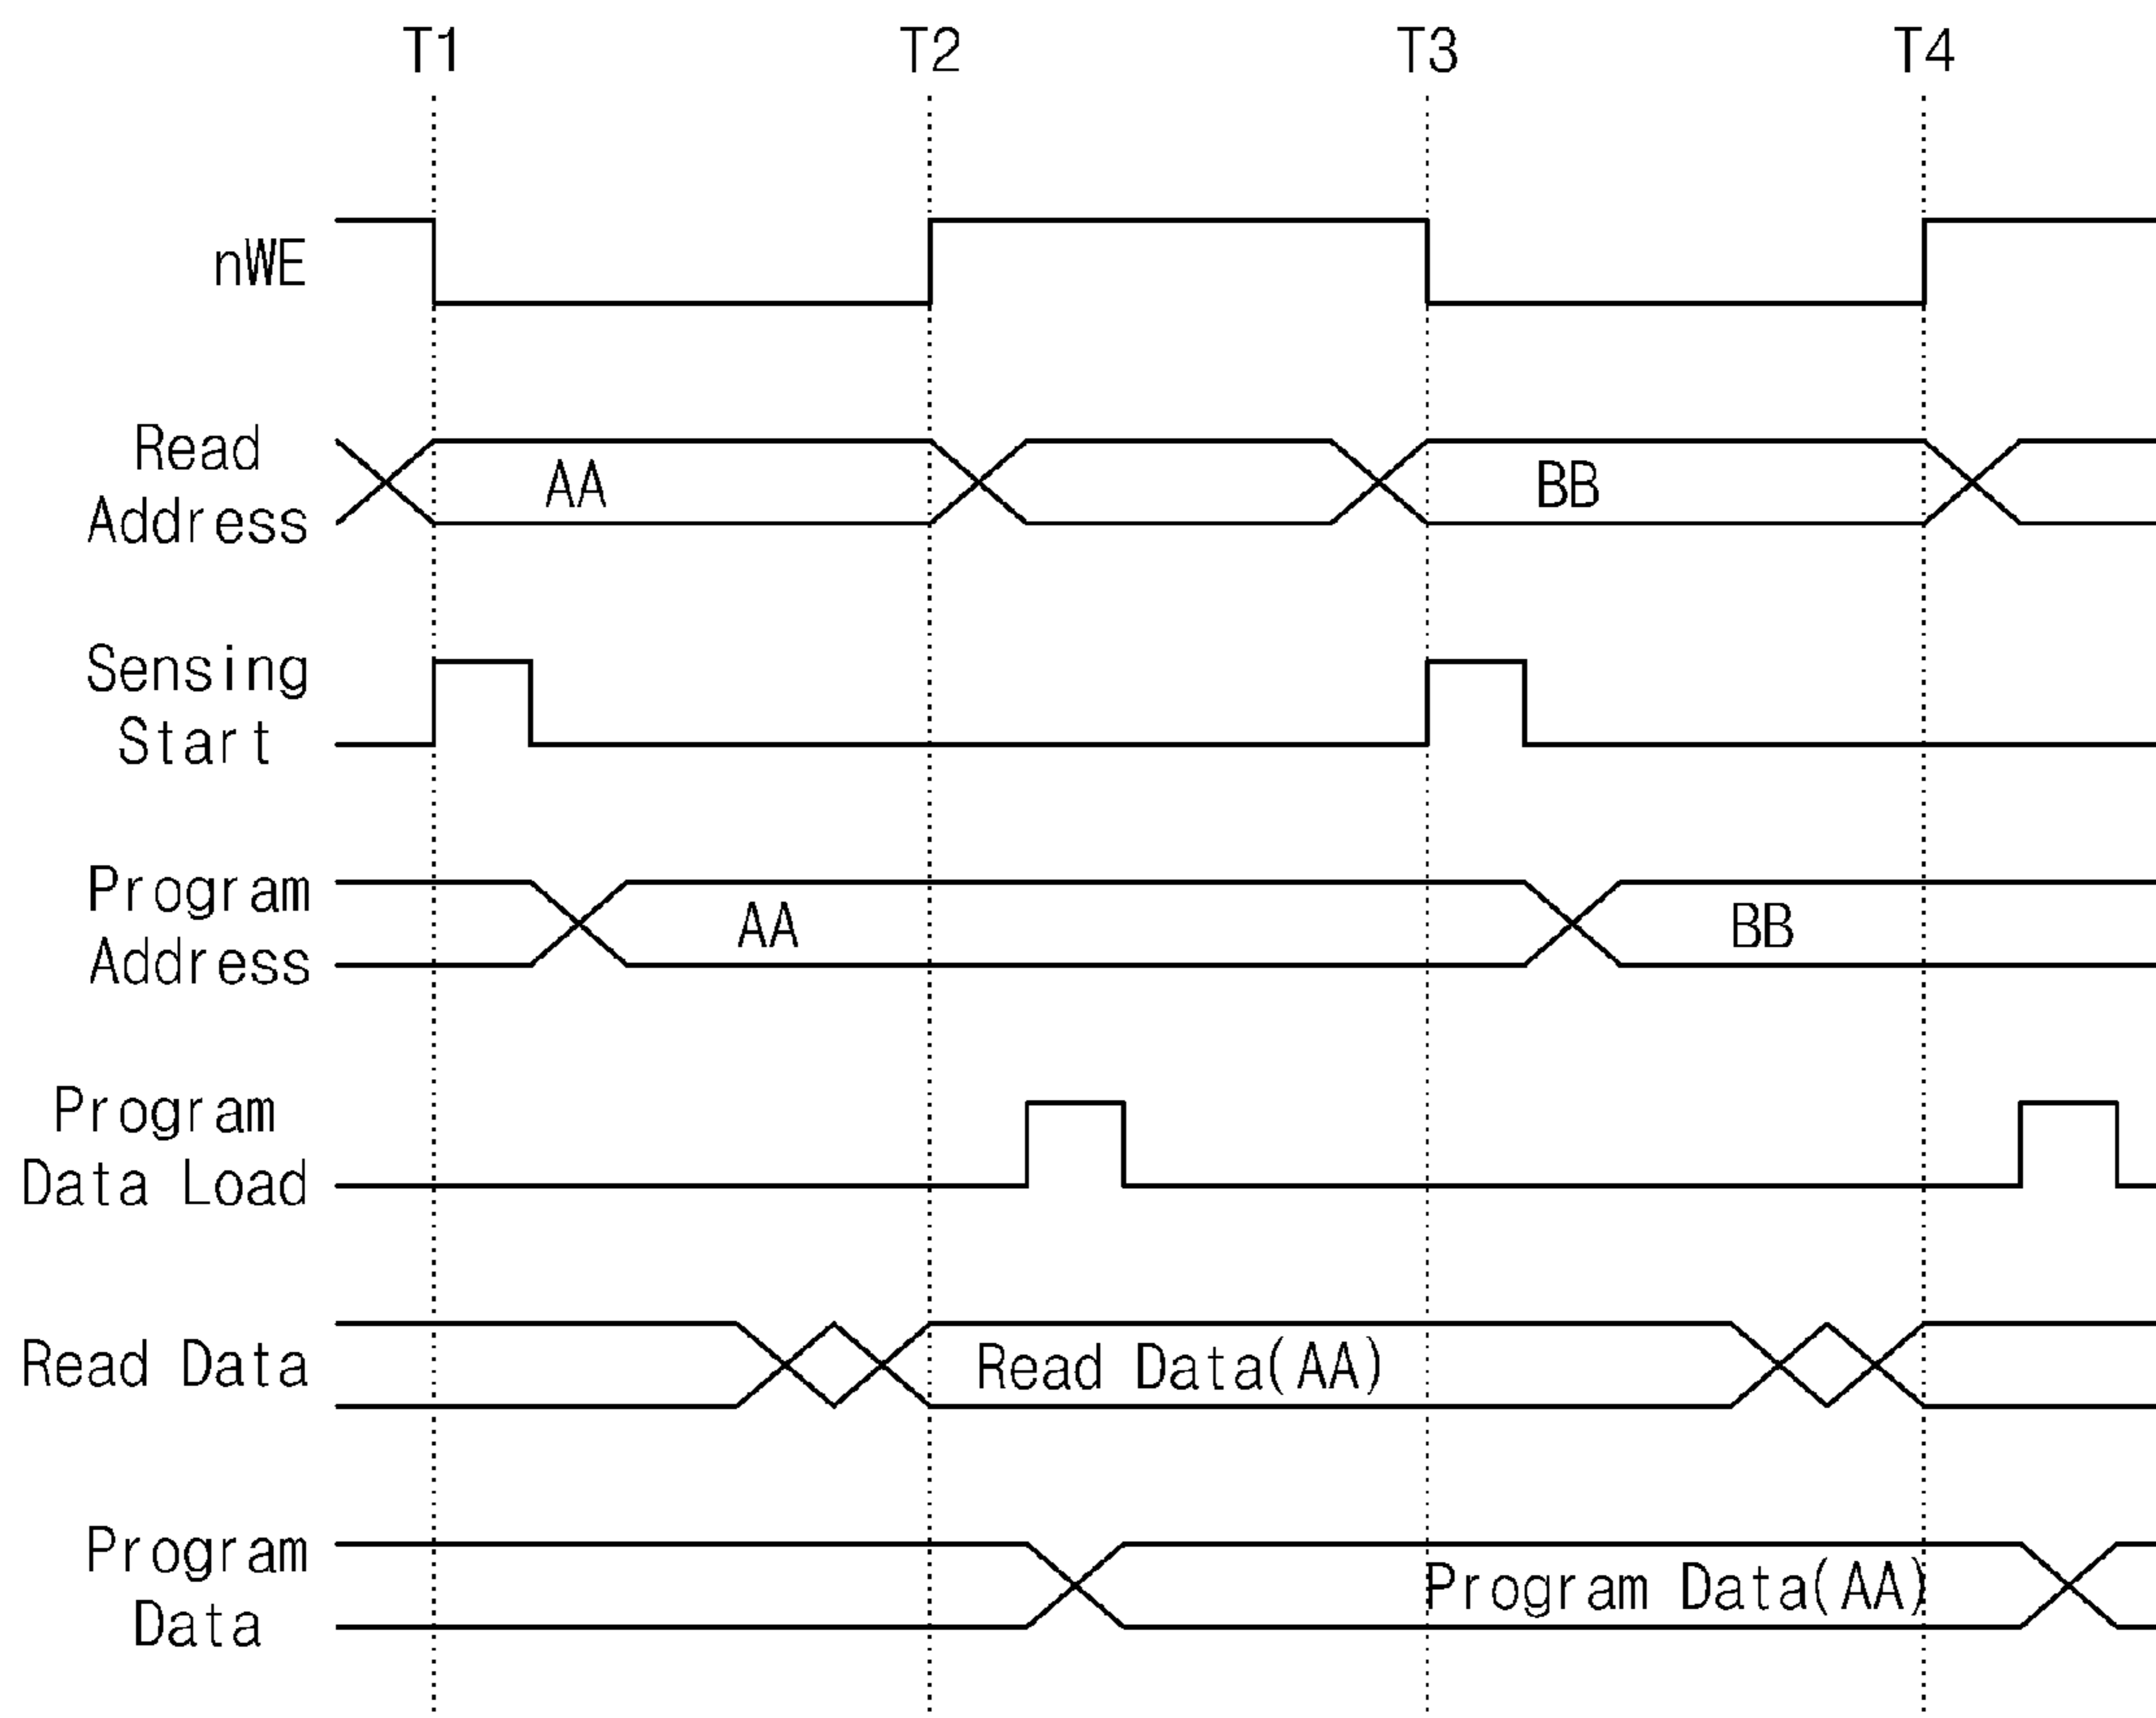 T1 T2 T3 T4
nWE
Read
Address
AA BB
Sensing
Start
Program
Address
AA BB
Program
Data Load
Read Data
Read Data(AA)
Program
Data
Program Data(AA)